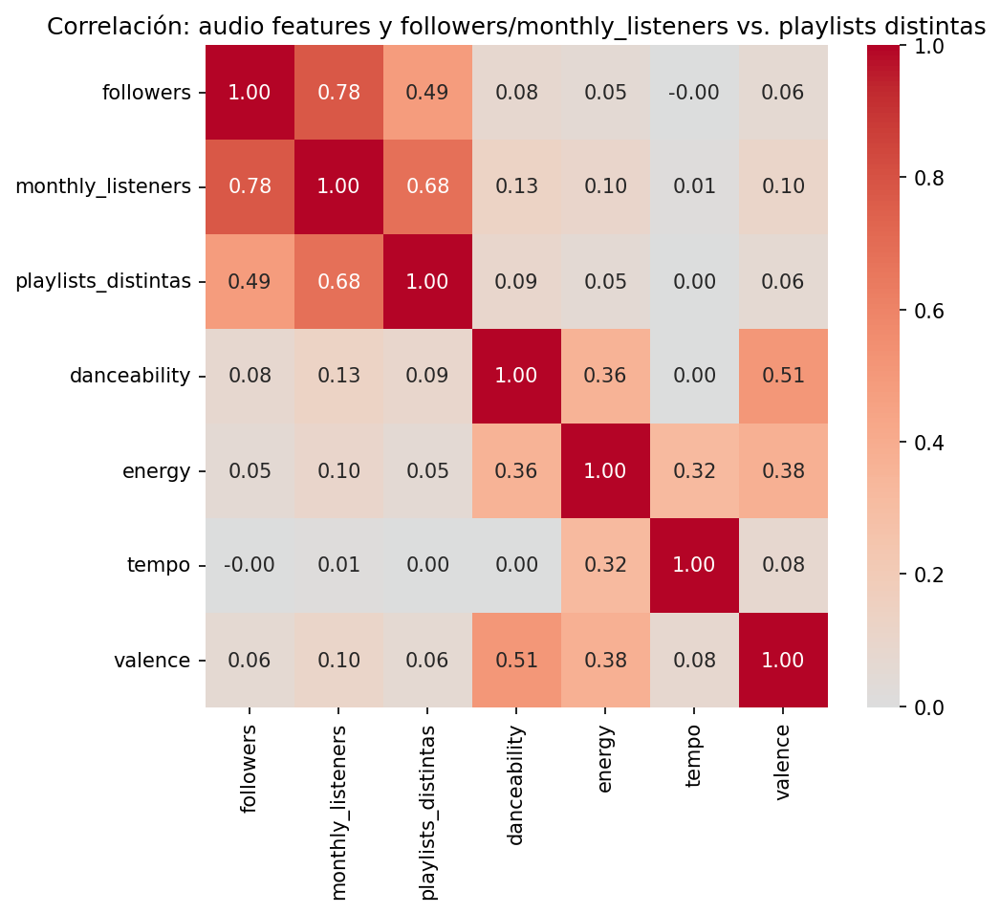 Correlación: audio features y followers/monthly_listeners vs. playlists distintas
followers 1.00 0.78 0.49 0.08 0.05 -0.00 0.06
monthly_listeners 0.78 1.00 0.68 0.13 0.10 0.01 0.10
playlists_distintas 0.49 0.68 1.00 0.09 0.05 0.00 0.06
danceability 0.08 0.13 0.09 1.00 0.36 0.00 0.51
energy 0.05 0.10 0.05 0.36 1.00 0.32 0.38
tempo -0.00 0.01 0.00 0.00 0.32 1.00 0.08
valence 0.06 0.10 0.06 0.51 0.38 0.08 1.00
followers
monthly_listeners
playlists_distintas
danceability
energy
tempo
valence
1.0
0.8
0.6
0.4
0.2
0.0